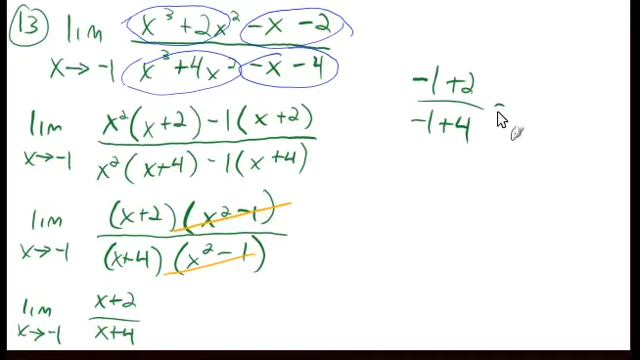 13 lim x→-1 (x³+2x²-x-2)/(x³+4x²-x-4)
lim x→-1 (x²(x+2)-1(x+2))/(x²(x+4)-1(x+4))
lim x→-1 ((x+2)(x²-1))/((x+4)(x²-1))
lim x→-1 (x+2)/(x+4)
(-1+2)/(-1+4) =